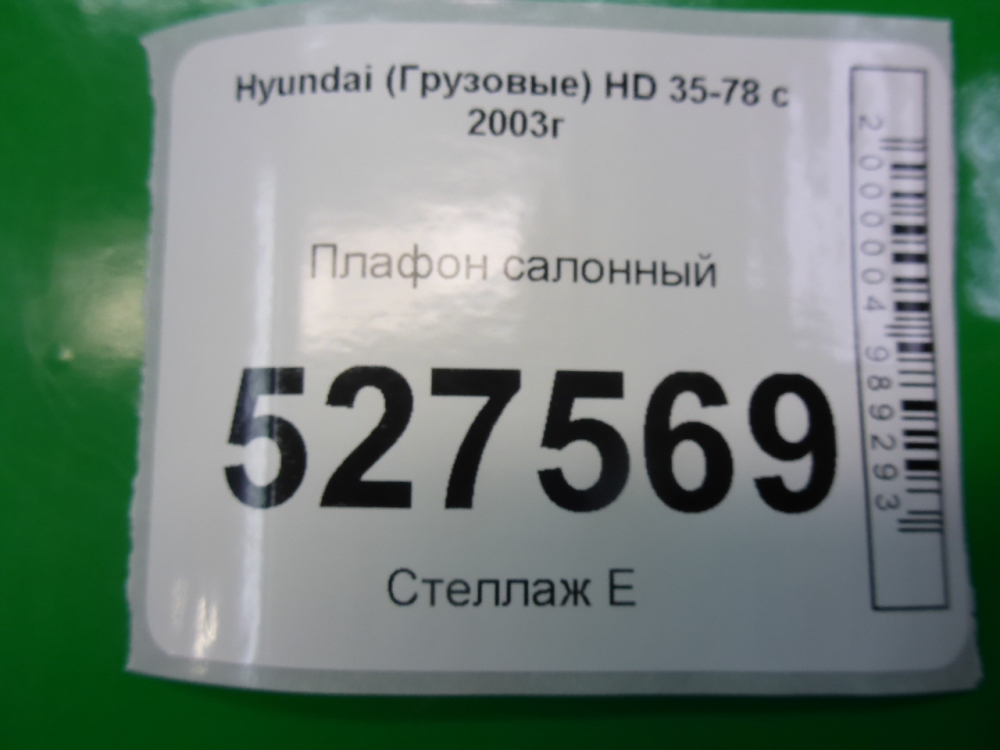 Hyundai (Грузовые) HD 35-78 с
2003г
Плафон салонный
527569
Стеллаж Е
2000004989293